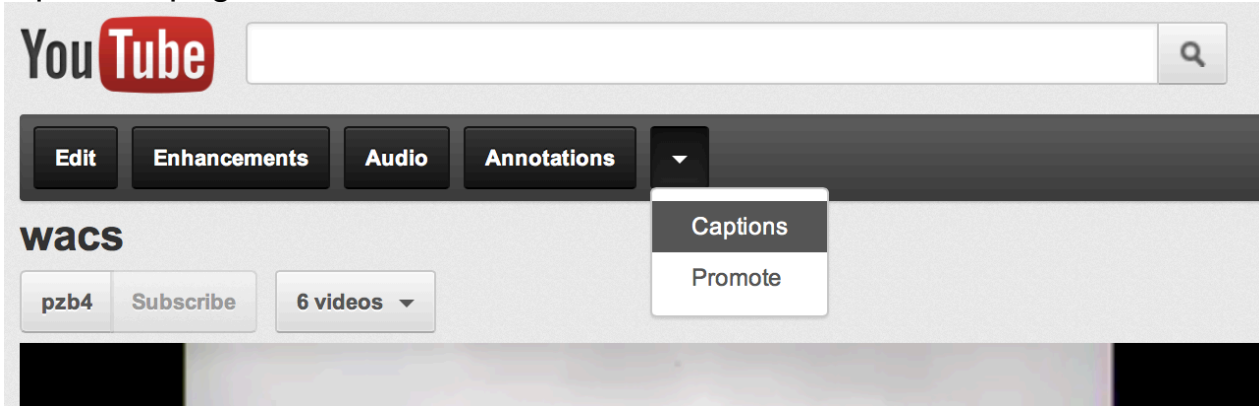 YouTube
Edit Enhancements Audio Annotations
Captions
Promote
wacs
pzb4 Subscribe 6 videos